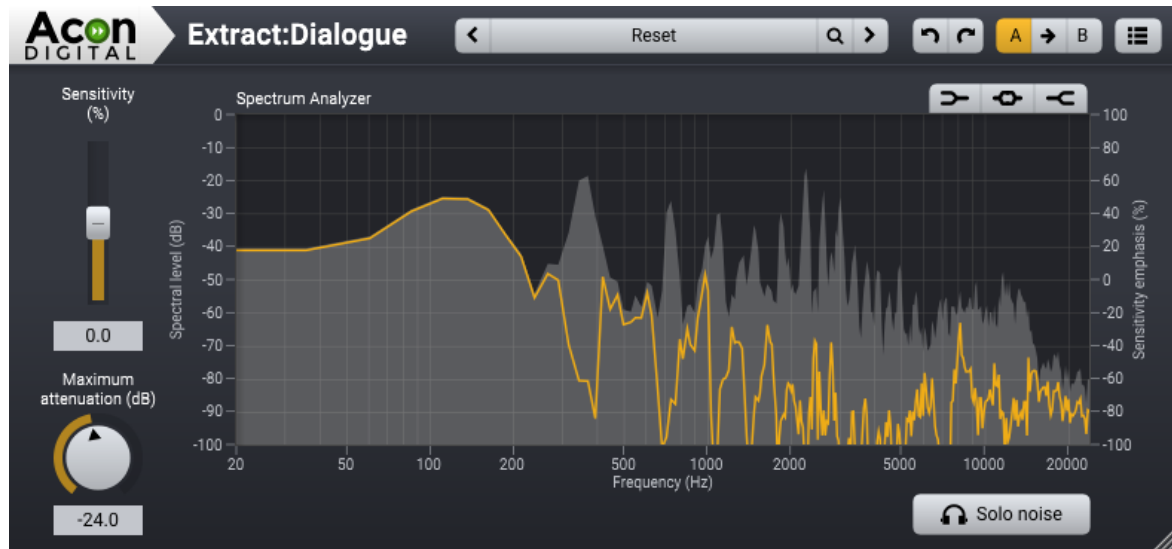 Acon
DIGITAL
Extract:Dialogue
Reset
A
B
Sensitivity
(%)
Spectrum Analyzer
0
-10
-20
-30
-40
-50
-60
-70
-80
-90
-100
Spectral level (dB)
100
80
60
40
20
0
-20
-40
-60
-80
-100
Sensitivity emphasis (%)
0.0
Maximum
attenuation (dB)
20 50 100 200 500 1000 2000 5000 10000 20000
Frequency (Hz)
-24.0
Solo noise